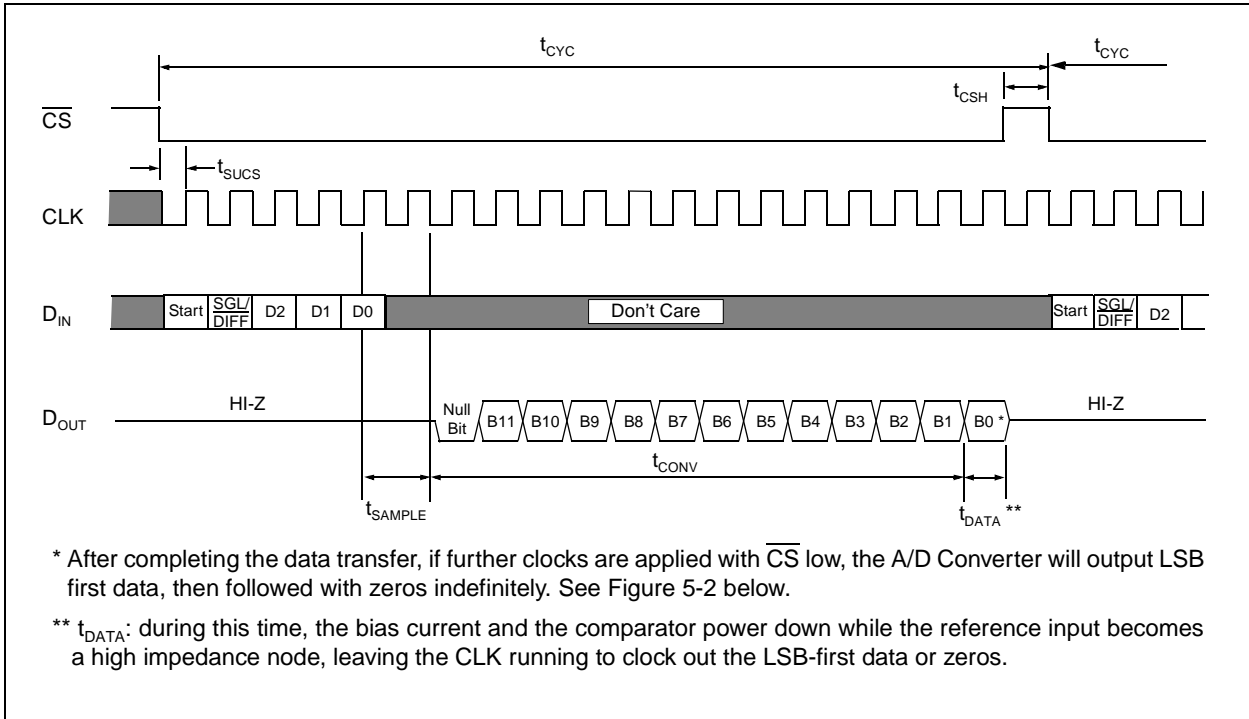 tCYC tCYC
tCSH
CS
tSUCS
CLK
DIN Start SGL/DIFF D2 D1 D0 Don't Care Start SGL/DIFF D2
HI-Z HI-Z
DOUT Null Bit B11 B10 B9 B8 B7 B6 B5 B4 B3 B2 B1 B0 *
tCONV
tSAMPLE tDATA **
* After completing the data transfer, if further clocks are applied with CS low, the A/D Converter will output LSB
first data, then followed with zeros indefinitely. See Figure 5-2 below.
** tDATA: during this time, the bias current and the comparator power down while the reference input becomes
a high impedance node, leaving the CLK running to clock out the LSB-first data or zeros.